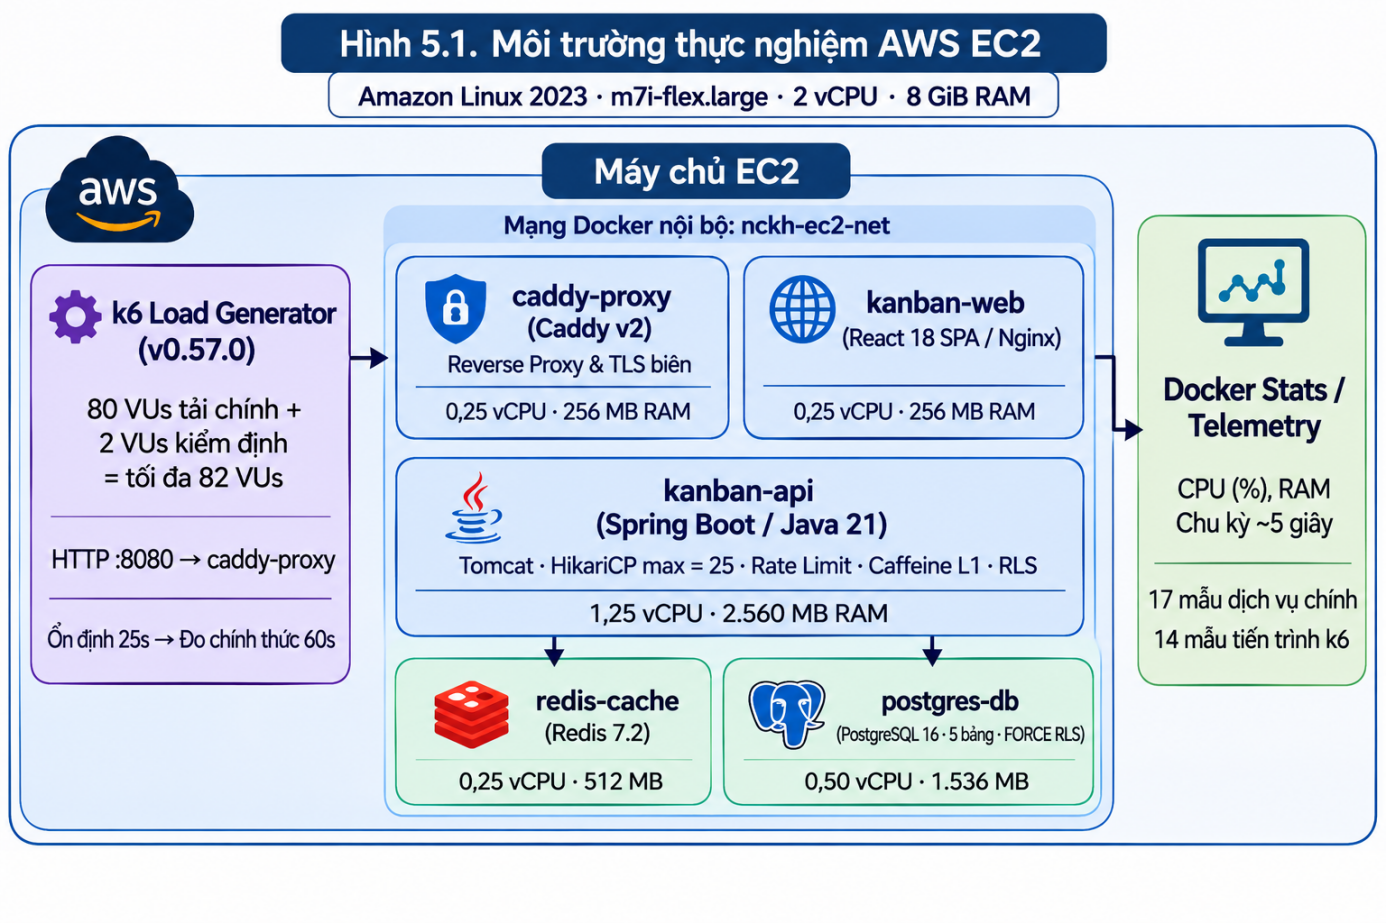 Hình 5.1. Môi trường thực nghiệm AWS EC2
Amazon Linux 2023 · m7i-flex.large · 2 vCPU · 8 GiB RAM
aws
Máy chủ EC2
Mạng Docker nội bộ: nckh-ec2-net
k6 Load Generator
(v0.57.0)
80 VUs tải chính +
2 VUs kiểm định
= tối đa 82 VUs
HTTP :8080 → caddy-proxy
Ổn định 25s → Đo chính thức 60s
caddy-proxy
(Caddy v2)
Reverse Proxy & TLS biên
0,25 vCPU · 256 MB RAM
kanban-web
(React 18 SPA / Nginx)
0,25 vCPU · 256 MB RAM
kanban-api
(Spring Boot / Java 21)
Tomcat · HikariCP max = 25 · Rate Limit · Caffeine L1 · RLS
1,25 vCPU · 2.560 MB RAM
redis-cache
(Redis 7.2)
0,25 vCPU · 512 MB
postgres-db
(PostgreSQL 16 · 5 bảng · FORCE RLS)
0,50 vCPU · 1.536 MB
Docker Stats /
Telemetry
CPU (%), RAM
Chu kỳ ~5 giây
17 mẫu dịch vụ chính
14 mẫu tiến trình k6